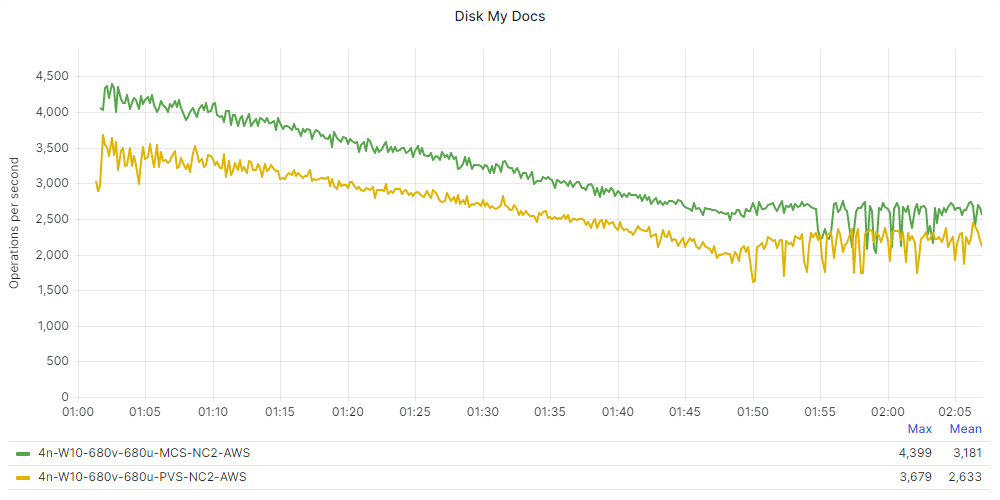 Disk My Docs
Operations per second
4,500
4,000
3,500
3,000
2,500
2,000
1,500
1,000
500
0
01:00 01:05 01:10 01:15 01:20 01:25 01:30 01:35 01:40 01:45 01:50 01:55 02:00 02:05
Max Mean
4n-W10-680v-680u-MCS-NC2-AWS 4,399 3,181
4n-W10-680v-680u-PVS-NC2-AWS 3,679 2,633